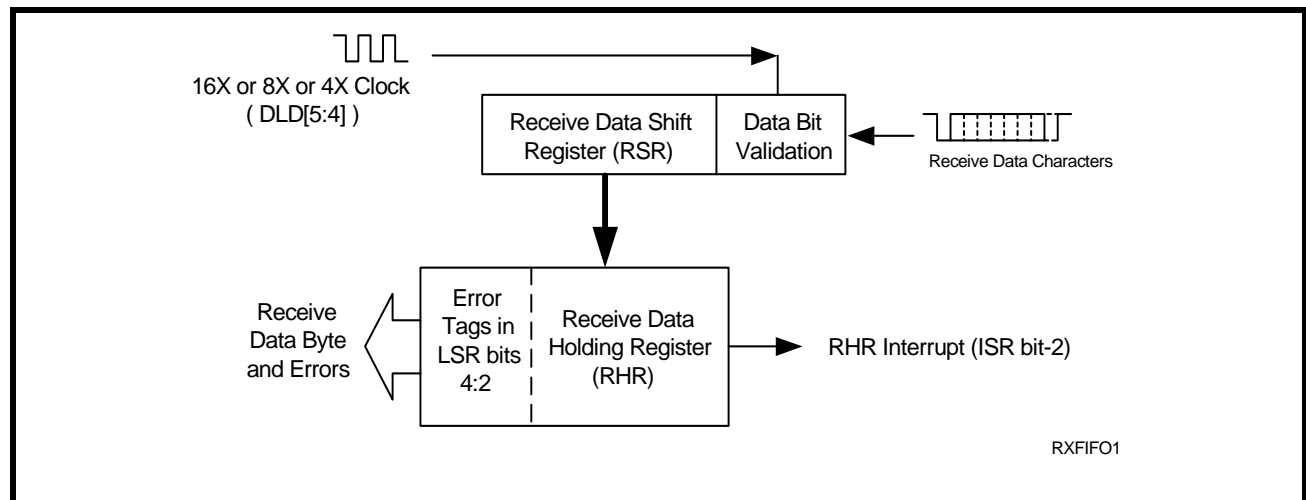 16X or 8X or 4X Clock
( DLD[5:4] )
Receive Data Shift
Register (RSR)
Data Bit
Validation
Receive Data Characters
Receive
Data Byte
and Errors
Error
Tags in
LSR bits
4:2
Receive Data
Holding Register
(RHR)
RHR Interrupt (ISR bit-2)
RXFIFO1